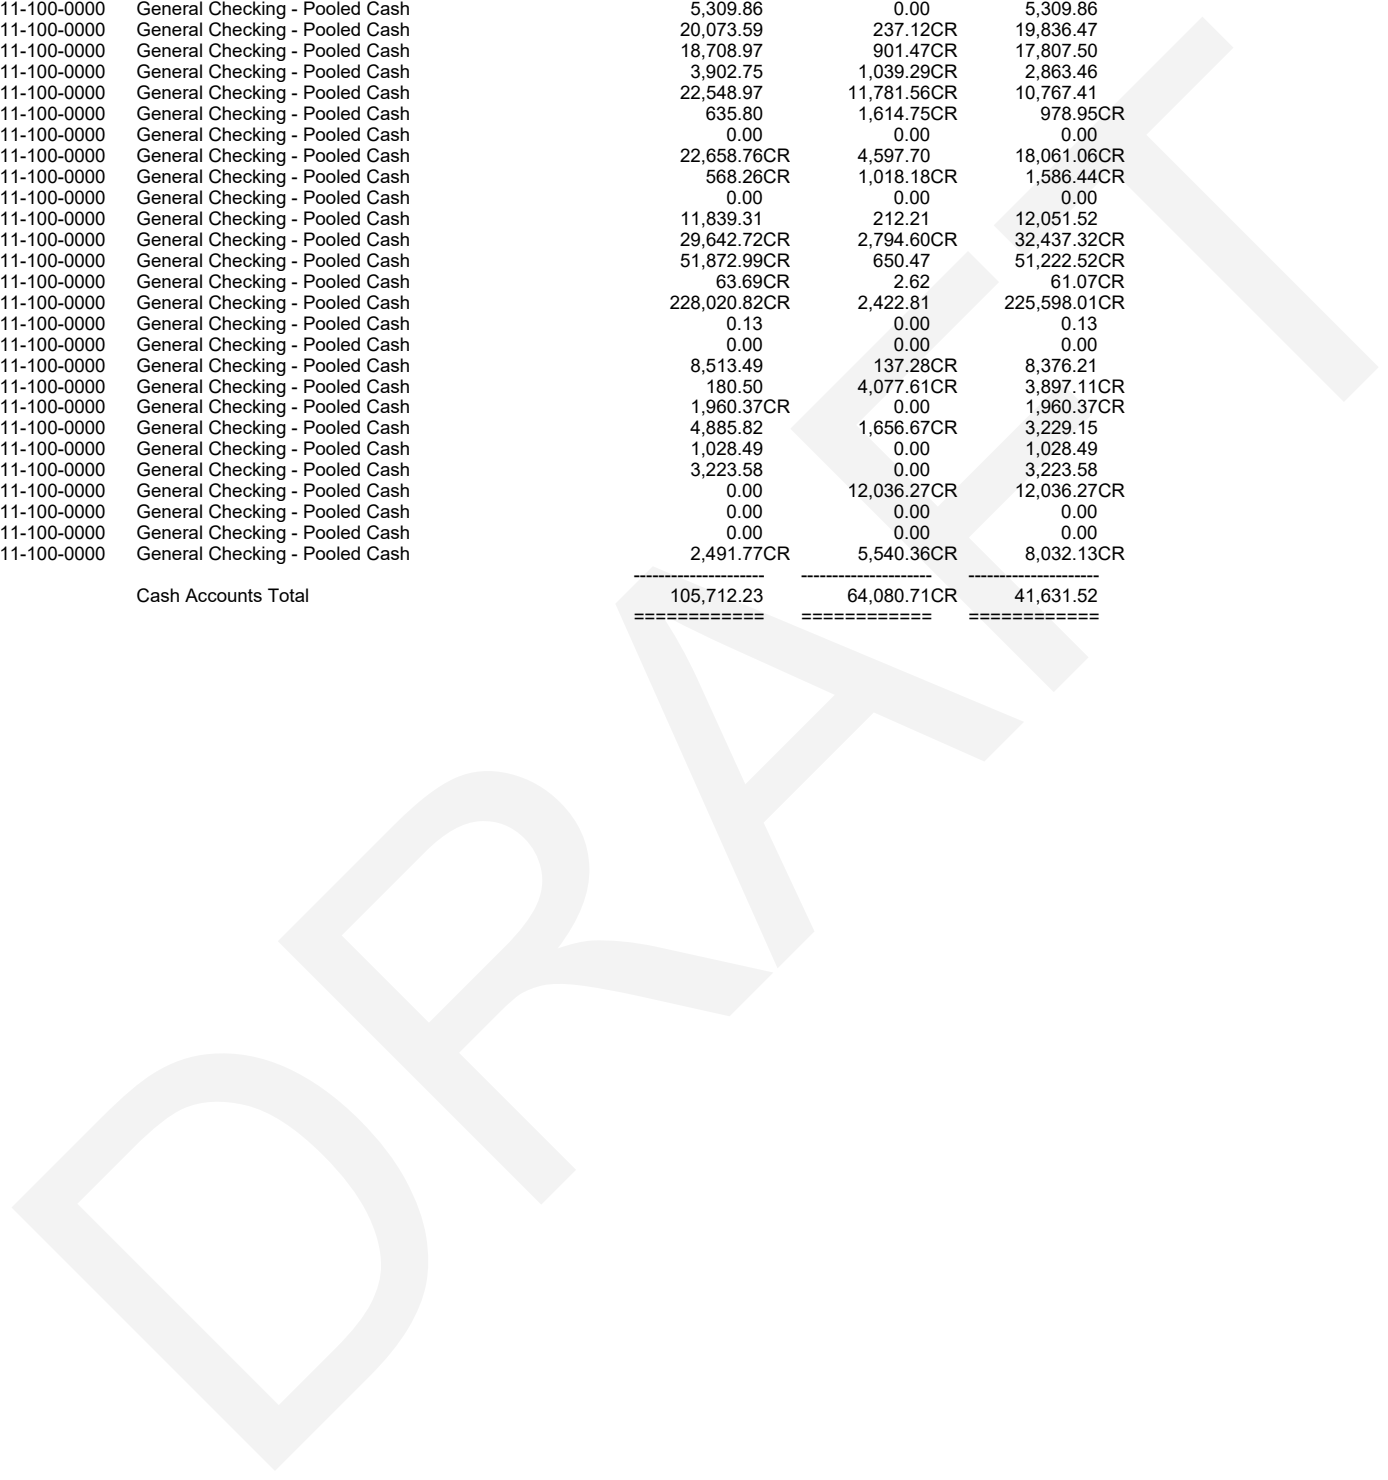 11-100-0000 General Checking - Pooled Cash 5,309.86 0.00 5,309.86
11-100-0000 General Checking - Pooled Cash 20,073.59 237.12CR 19,836.47
11-100-0000 General Checking - Pooled Cash 18,708.97 901.47CR 17,807.50
11-100-0000 General Checking - Pooled Cash 3,902.75 1,039.29CR 2,863.46
11-100-0000 General Checking - Pooled Cash 22,548.97 11,781.56CR 10,767.41
11-100-0000 General Checking - Pooled Cash 635.80 1,614.75CR 978.95CR
11-100-0000 General Checking - Pooled Cash 0.00 0.00 0.00
11-100-0000 General Checking - Pooled Cash 22,658.76CR 4,597.70 18,061.06CR
11-100-0000 General Checking - Pooled Cash 568.26CR 1,018.18CR 1,586.44CR
11-100-0000 General Checking - Pooled Cash 0.00 0.00 0.00
11-100-0000 General Checking - Pooled Cash 11,839.31 212.21 12,051.52
11-100-0000 General Checking - Pooled Cash 29,642.72CR 2,794.60CR 32,437.32CR
11-100-0000 General Checking - Pooled Cash 51,872.99CR 650.47 51,222.52CR
11-100-0000 General Checking - Pooled Cash 63.69CR 2.62 61.07CR
11-100-0000 General Checking - Pooled Cash 228,020.82CR 2,422.81 225,598.01CR
11-100-0000 General Checking - Pooled Cash 0.13 0.00 0.13
11-100-0000 General Checking - Pooled Cash 0.00 0.00 0.00
11-100-0000 General Checking - Pooled Cash 8,513.49 137.28CR 8,376.21
11-100-0000 General Checking - Pooled Cash 180.50 4,077.61CR 3,897.11CR
11-100-0000 General Checking - Pooled Cash 1,960.37CR 0.00 1,960.37CR
11-100-0000 General Checking - Pooled Cash 4,885.82 1,656.67CR 3,229.15
11-100-0000 General Checking - Pooled Cash 1,028.49 0.00 1,028.49
11-100-0000 General Checking - Pooled Cash 3,223.58 0.00 3,223.58
11-100-0000 General Checking - Pooled Cash 0.00 12,036.27CR 12,036.27CR
11-100-0000 General Checking - Pooled Cash 0.00 0.00 0.00
11-100-0000 General Checking - Pooled Cash 0.00 0.00 0.00
11-100-0000 General Checking - Pooled Cash 2,491.77CR 5,540.36CR 8,032.13CR
--------------------- --------------------- ---------------------
Cash Accounts Total 105,712.23 64,080.71CR 41,631.52
============ ============ ============
DRAFT